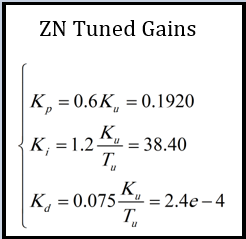 ZN Tuned Gains
K_p = 0.6K_u = 0.1920
K_i = 1.2 K_u/T_u = 38.40
K_d = 0.075 K_u/T_u = 2.4e − 4